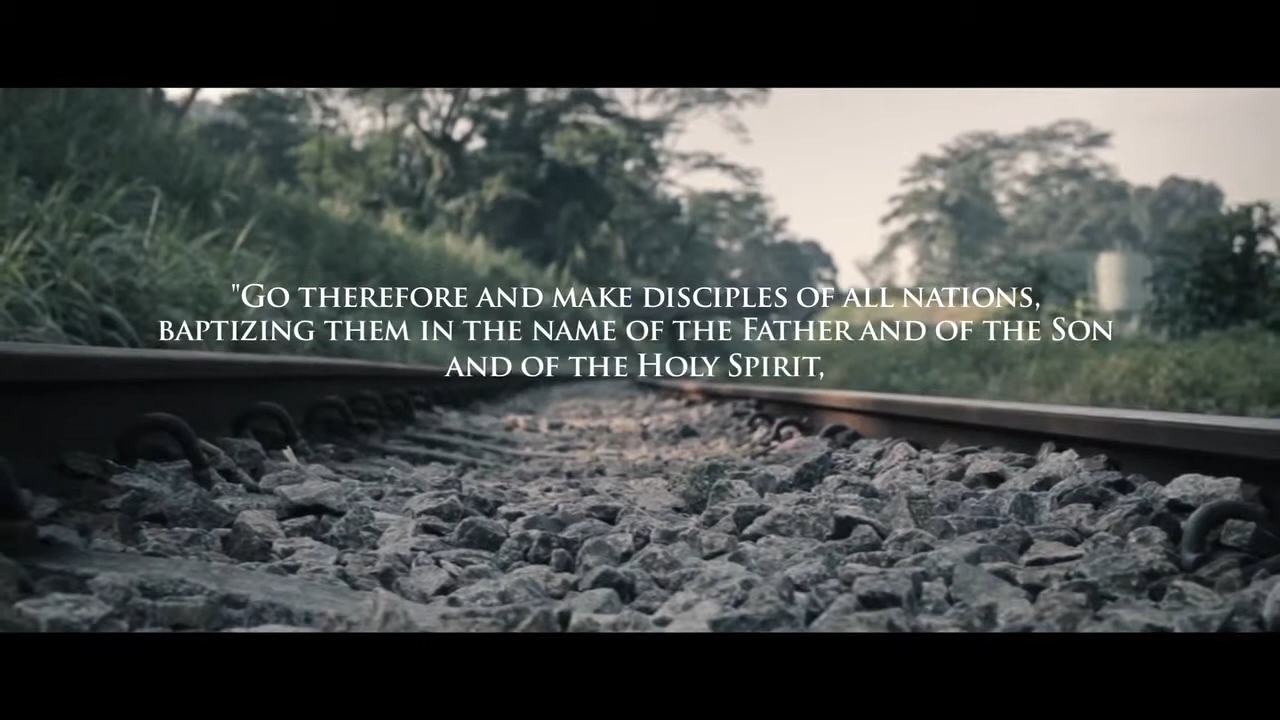 "Go therefore and make disciples of all nations,
baptizing them in the name of the Father and of the Son
and of the Holy Spirit,